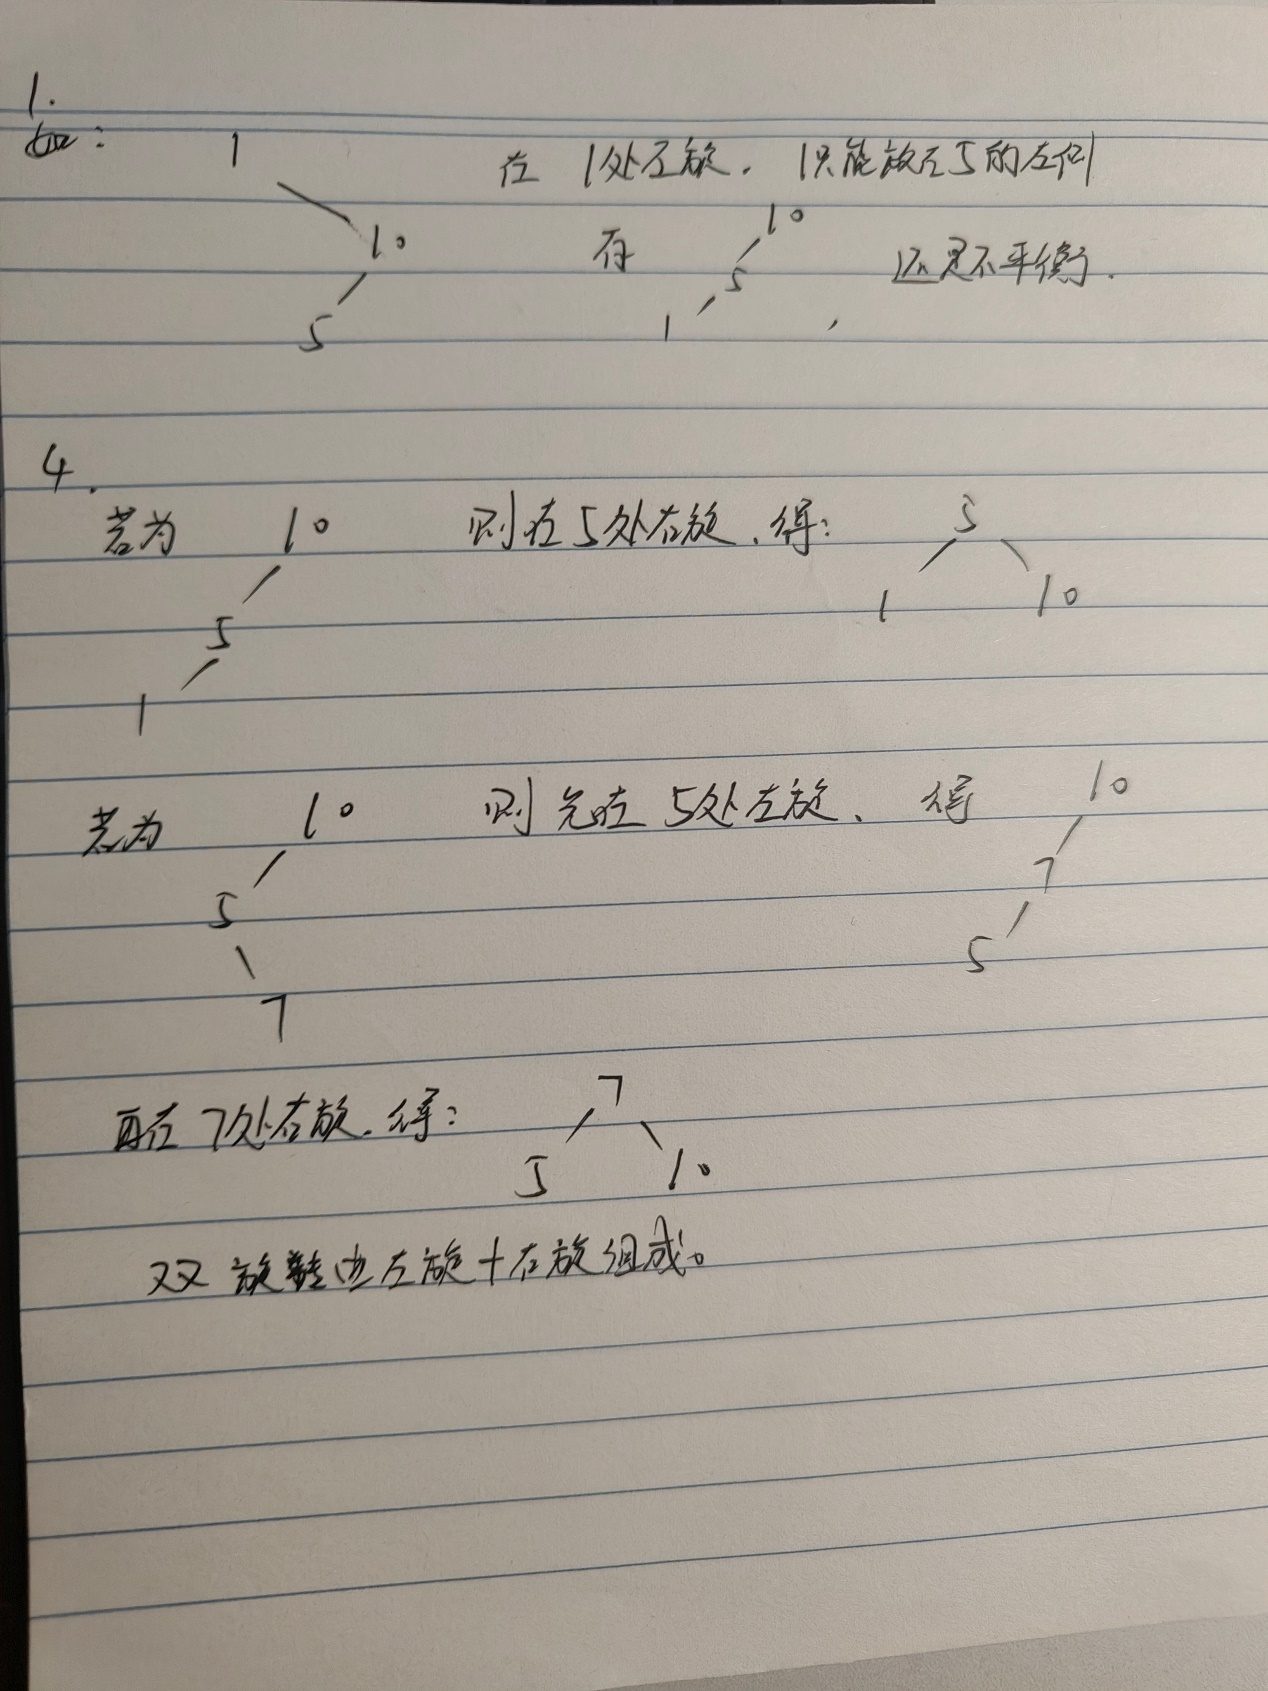 1.
如： 1 在 1处左旋. 1只能放在5的左侧
10 存 10 还是不平衡.
5 5
1
4.
若为 10 则在5处右旋.得: 5
5 1 10
1
若为 10 则先在5处左旋、得 10
5 7
7 5
再在7处右旋.得: 7
5 10
双旋转由左旋+右旋组成。